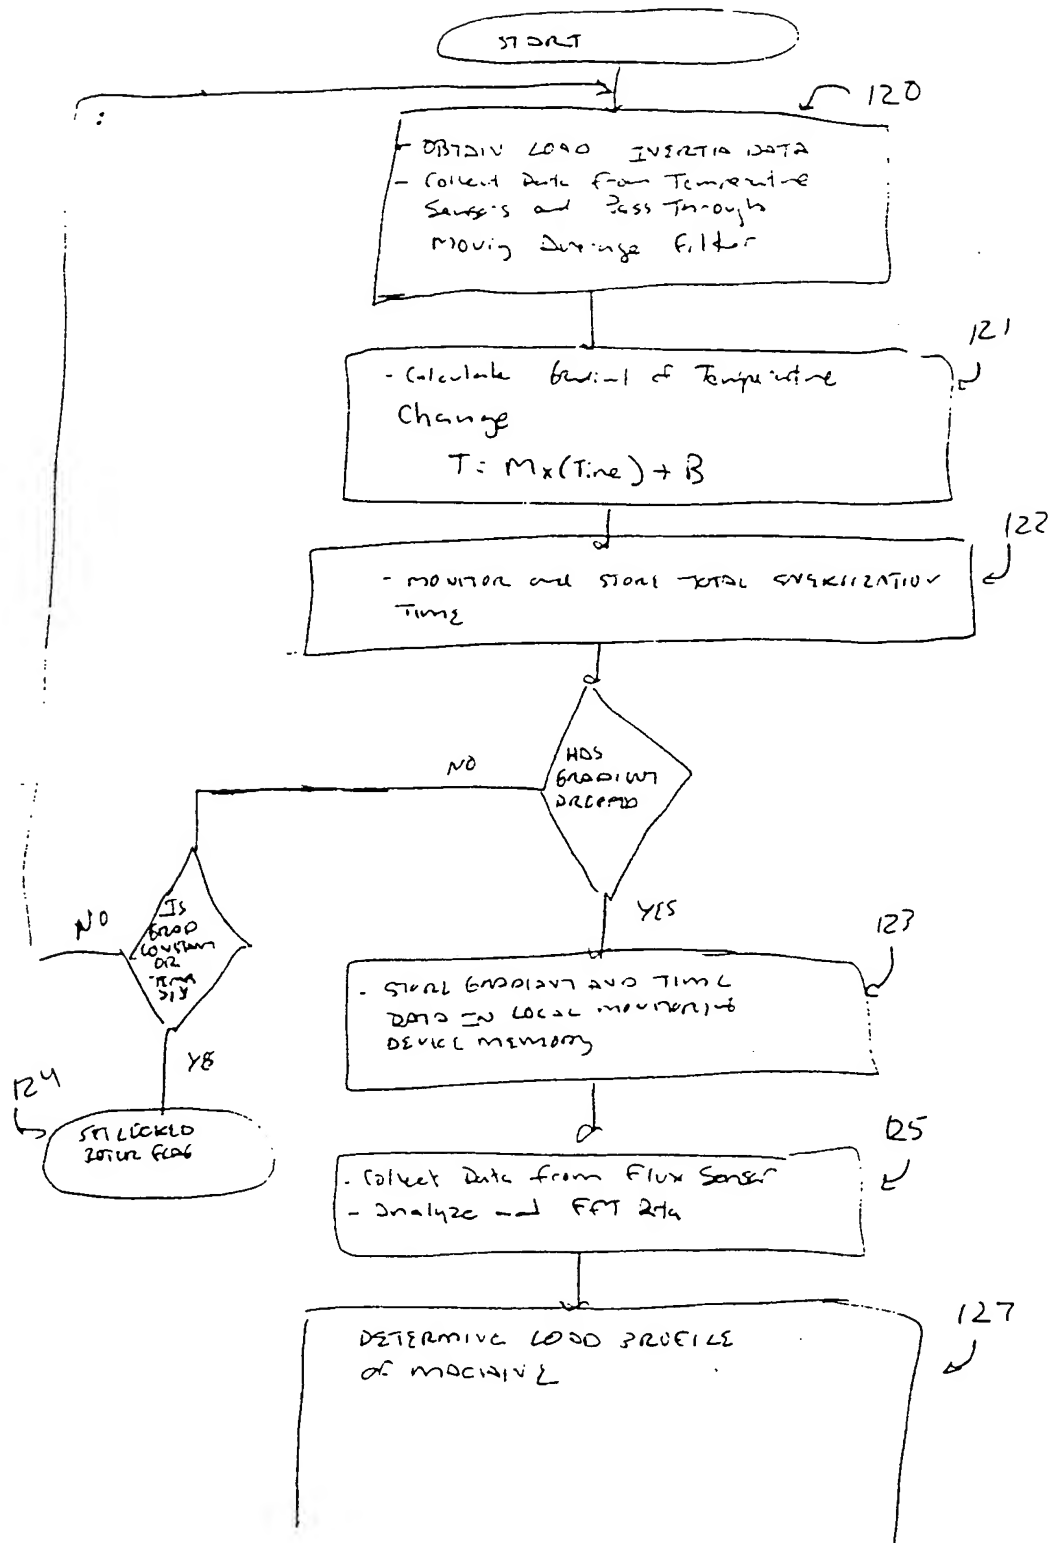 START
120
- OBTAIN LOAD INERTIA DATA
- Collect Data from Temperature
Sensors and Pass Through
Moving Average Filter
121
- Calculate Gradient of Temperature
Change
T = M x (Time) + B
122
- MONITOR and STORE TOTAL ENERGIZATION
TIME
HAS
GRADIENT
DROPPED
NO
YES
IS
GRAD
CONSTANT
OR
NO
YES
124
SET LOCKED
ROTOR FLAG
123
- STORE GRADIENT AND TIME
DATA IN LOCAL MONITORING
DEVICE MEMORY
125
- Collect Data from Flux Sensor
- Analyze and FFT Data
127
DETERMINE LOAD PROFILE
OF MACHINE